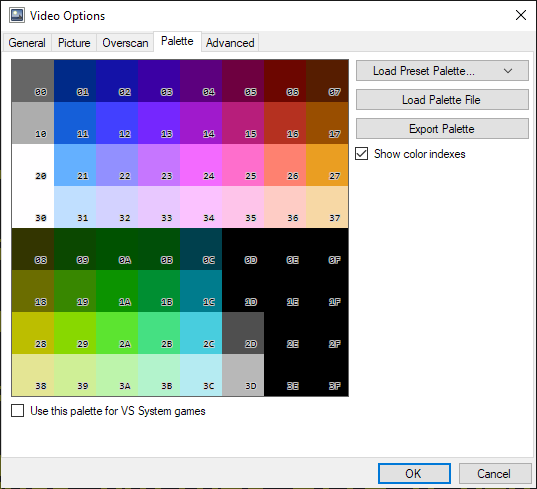 Video Options
General Picture Overscan Palette Advanced
00 01 02 03 04 05 06 07
10 11 12 13 14 15 16 17
20 21 22 23 24 25 26 27
30 31 32 33 34 35 36 37
08 09 0A 0B 0C 0D 0E 0F
18 19 1A 1B 1C 1D 1E 1F
28 29 2A 2B 2C 2D 2E 2F
38 39 3A 3B 3C 3D 3E 3F
Load Preset Palette...
Load Palette File
Export Palette
Show color indexes
Use this palette for VS System games
OK Cancel